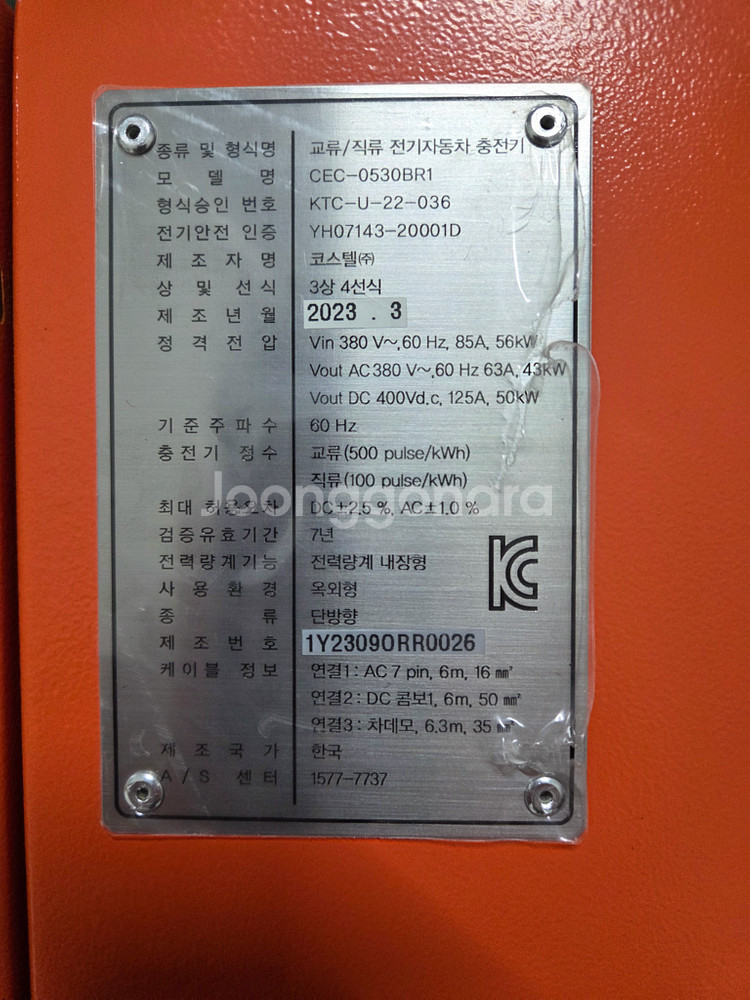 종류 및 형식명 교류/직류 전기자동차 충전기
모 델 명 CEC-0530BR1
형식승인 번호 KTC-U-22-036
전기안전 인증 YH07143-20001D
제 조 자 명 코스텔㈜
상 및 선 식 3상 4선식
제 조 년 월 2023 . 3
정 격 전 압 Vin 380 V~,60 Hz, 85A, 56kW
Vout AC 380 V~,60 Hz 63A, 43kW
Vout DC 400Vd.c, 125A, 50kW
기 준 주 파 수 60 Hz
충전기 정수 교류(500 pulse/kWh)
직류(100 pulse/kWh)
joonggonara
최대 허용오차 DC±2.5 %, AC±1.0 %
검증유효기간 7년
전력량계기능 전력량계 내장형
사 용 환 경 옥외형
종 류 단방향
제 조 번 호 1Y23090RR0026
케이블 정보 연결1 : AC 7 pin, 6m, 16 ㎟
연결2 : DC 콤보1, 6m, 50 ㎟
연결3 : 차데모, 6.3m, 35 ㎟
제 조 국 가 한국
A / S 센 터 1577-7737
KC